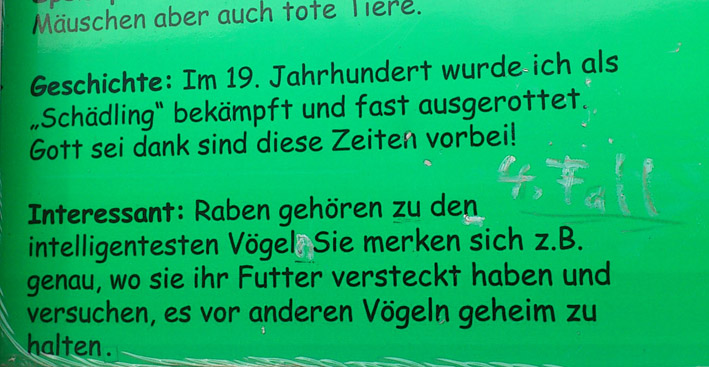 Mäuschen aber auch tote Tiere.
Geschichte: Im 19. Jahrhundert wurde ich als
„Schädling“ bekämpft und fast ausgerottet.
Gott sei dank sind diese Zeiten vorbei!
4. Fall
Interessant: Raben gehören zu den
intelligentesten Vögeln Sie merken sich z.B.
genau, wo sie ihr Futter versteckt haben und
versuchen, es vor anderen Vögeln geheim zu
halten.